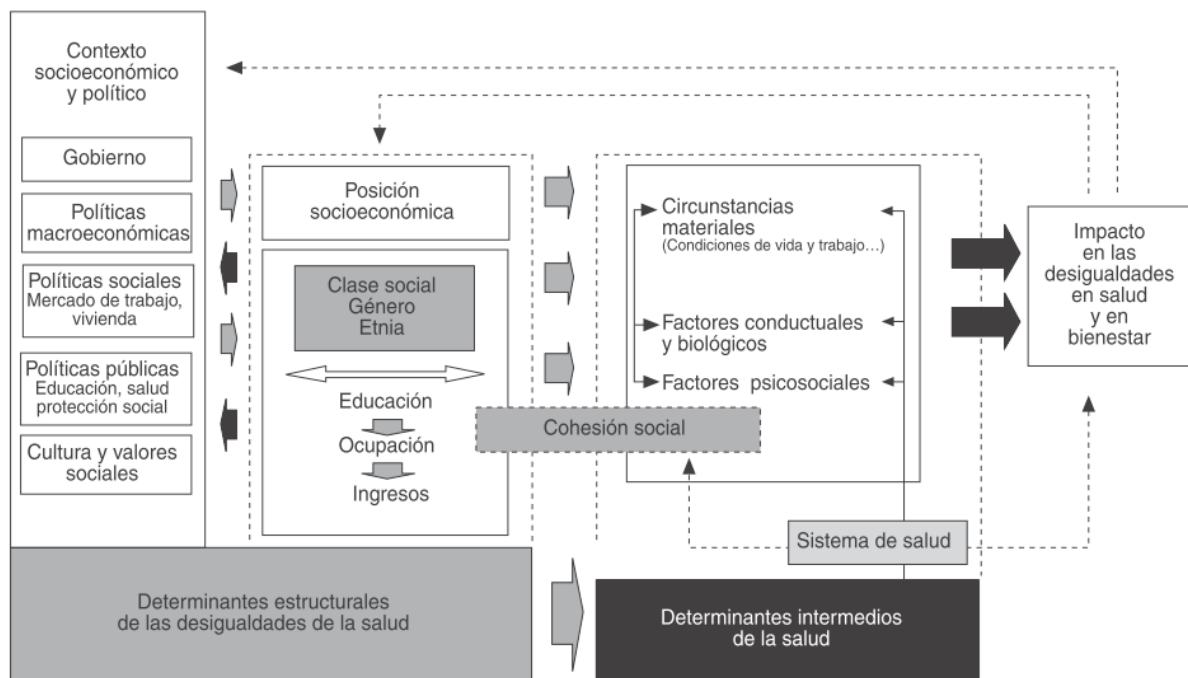 Contexto
socioeconómico
y político
Gobierno
Políticas
macroeconómicas
Políticas sociales
Mercado de trabajo,
vivienda
Políticas públicas
Educación, salud
protección social
Cultura y valores
sociales
Posición
socioeconómica
Clase social
Género
Etnia
Educación
Ocupación
Ingresos
Cohesión social
Circunstancias
materiales
(Condiciones de vida y trabajo…)
Factores conductuales
y biológicos
Factores psicosociales
Sistema de salud
Impacto
en las
desigualdades
en salud
y en
bienestar
Determinantes estructurales
de las desigualdades de la salud
Determinantes intermedios
de la salud